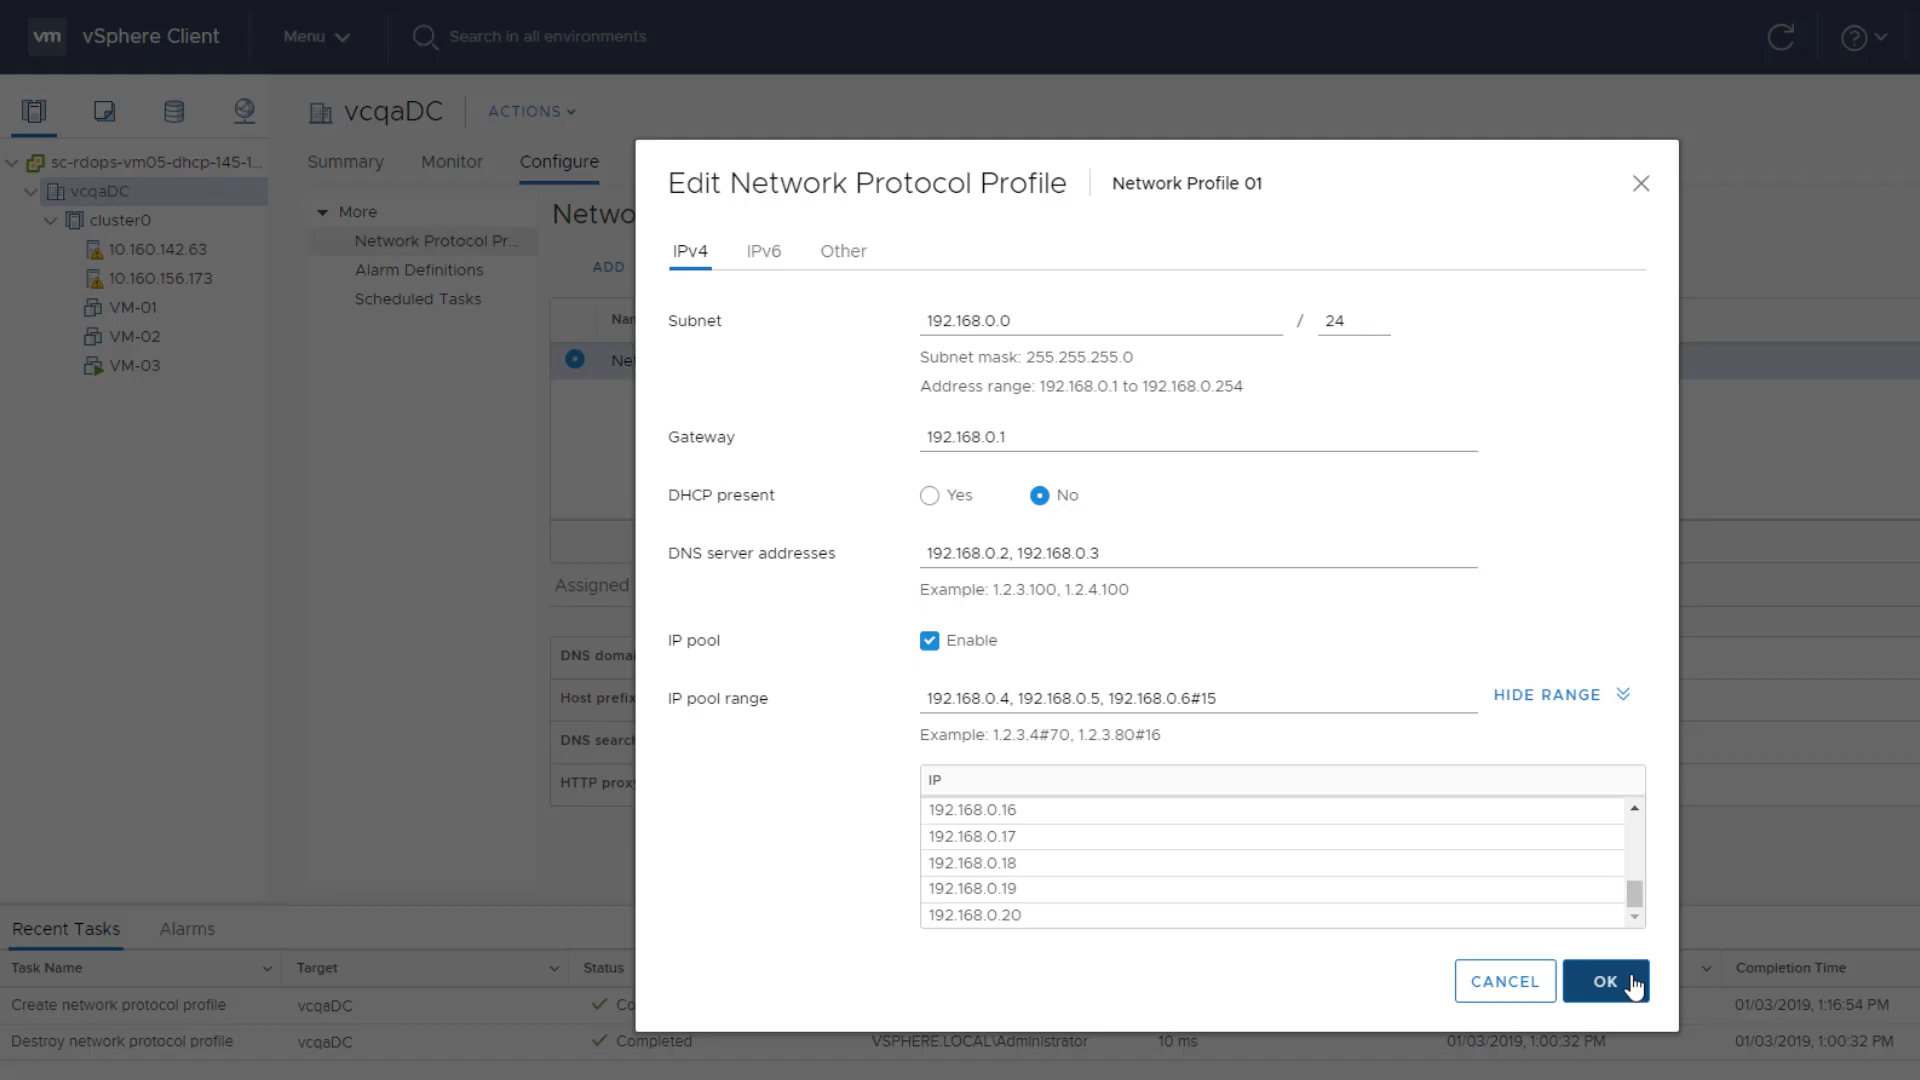 vm vSphere Client Menu Search in all environments
vcqaDC ACTIONS
sc-rdops-vm05-dhcp-145-1...
vcqaDC
cluster0
10.160.142.63
10.160.156.173
VM-01
VM-02
VM-03
Summary Monitor Configure
More
Network Protocol Pr...
Alarm Definitions
Scheduled Tasks
Netwo
ADD
Nar
Ne
Assigned
DNS doma
Host prefix
DNS searc
HTTP prox
Edit Network Protocol Profile Network Profile 01
IPv4 IPv6 Other
Subnet 192.168.0.0 / 24
Subnet mask: 255.255.255.0
Address range: 192.168.0.1 to 192.168.0.254
Gateway 192.168.0.1
DHCP present Yes No
DNS server addresses 192.168.0.2, 192.168.0.3
Example: 1.2.3.100, 1.2.4.100
IP pool Enable
IP pool range 192.168.0.4, 192.168.0.5, 192.168.0.6#15 HIDE RANGE
Example: 1.2.3.4#70, 1.2.3.80#16
IP
192.168.0.16
192.168.0.17
192.168.0.18
192.168.0.19
192.168.0.20
CANCEL OK
Recent Tasks Alarms
Task Name Target Status Completion Time
Create network protocol profile vcqaDC Co 01/03/2019, 1:16:54 PM
Destroy network protocol profile vcqaDC Completed VSPHERE.LOCAL\Administrator 10 ms 01/03/2019, 1:00:32 PM 01/03/2019, 1:00:32 PM